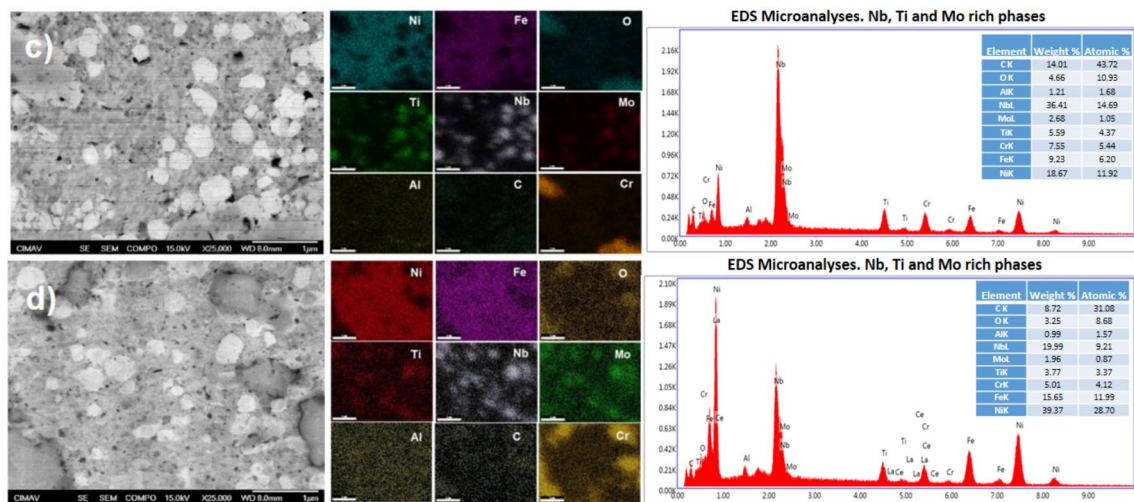 c)
CIMAV SE SEM COMPO 15.0kV X25,000 WD 8.0mm 1µm
Ni Fe O
Ti Nb Mo
Al C Cr
EDS Microanalyses. Nb, Ti and Mo rich phases
2.16K
1.92K
1.68K
1.44K
1.20K
0.96K
0.72K
0.48K
0.24K
0.00K
0.00 1.00 2.00 3.00 4.00 5.00 6.00 7.00 8.00 9.00
C Ti O Cr Fe Ni Al Nb Mo Nb Mo Ti Ti Cr Cr Fe Fe Ni Ni
Element Weight % Atomic %
C K 14.01 43.72
O K 4.66 10.93
AlK 1.21 1.68
NbL 36.41 14.69
MoL 2.68 1.05
TiK 5.59 4.37
CrK 7.55 5.44
FeK 9.23 6.20
NiK 18.67 11.92
d)
CIMAV SE SEM COMPO 15.0kV X25,000 WD 8.0mm 1µm
Ni Fe O
Ti Nb Mo
Al C Cr
EDS Microanalyses. Nb, Ti and Mo rich phases
2.10K
1.89K
1.68K
1.47K
1.26K
1.05K
0.84K
0.63K
0.42K
0.21K
0.00K
0.00 1.00 2.00 3.00 4.00 5.00 6.00 7.00 8.00 9.00
C Ti O Cr Fe Ni La Ce Al Nb Mo Nb Mo Ti La Ce Ti La Ce Cr Ce La Ce Cr Fe Fe Ni Ni
Element Weight % Atomic %
C K 8.72 31.08
O K 3.25 8.68
AlK 0.99 1.57
NbL 19.99 9.21
MoL 1.96 0.87
TiK 3.77 3.37
CrK 5.01 4.12
FeK 15.65 11.99
NiK 39.37 28.70